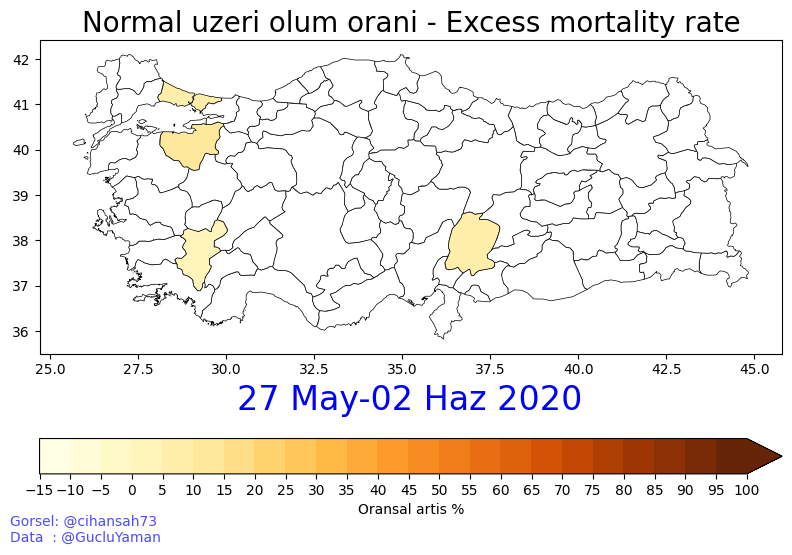 Normal uzeri olum orani - Excess mortality rate
42
41
40
39
38
37
36
25.0 27.5 30.0 32.5 35.0 37.5 40.0 42.5 45.0
27 May-02 Haz 2020
−15 −10 −5 0 5 10 15 20 25 30 35 40 45 50 55 60 65 70 75 80 85 90 95 100
Oransal artis %
Gorsel: @cihansah73
Data  : @GucluYaman